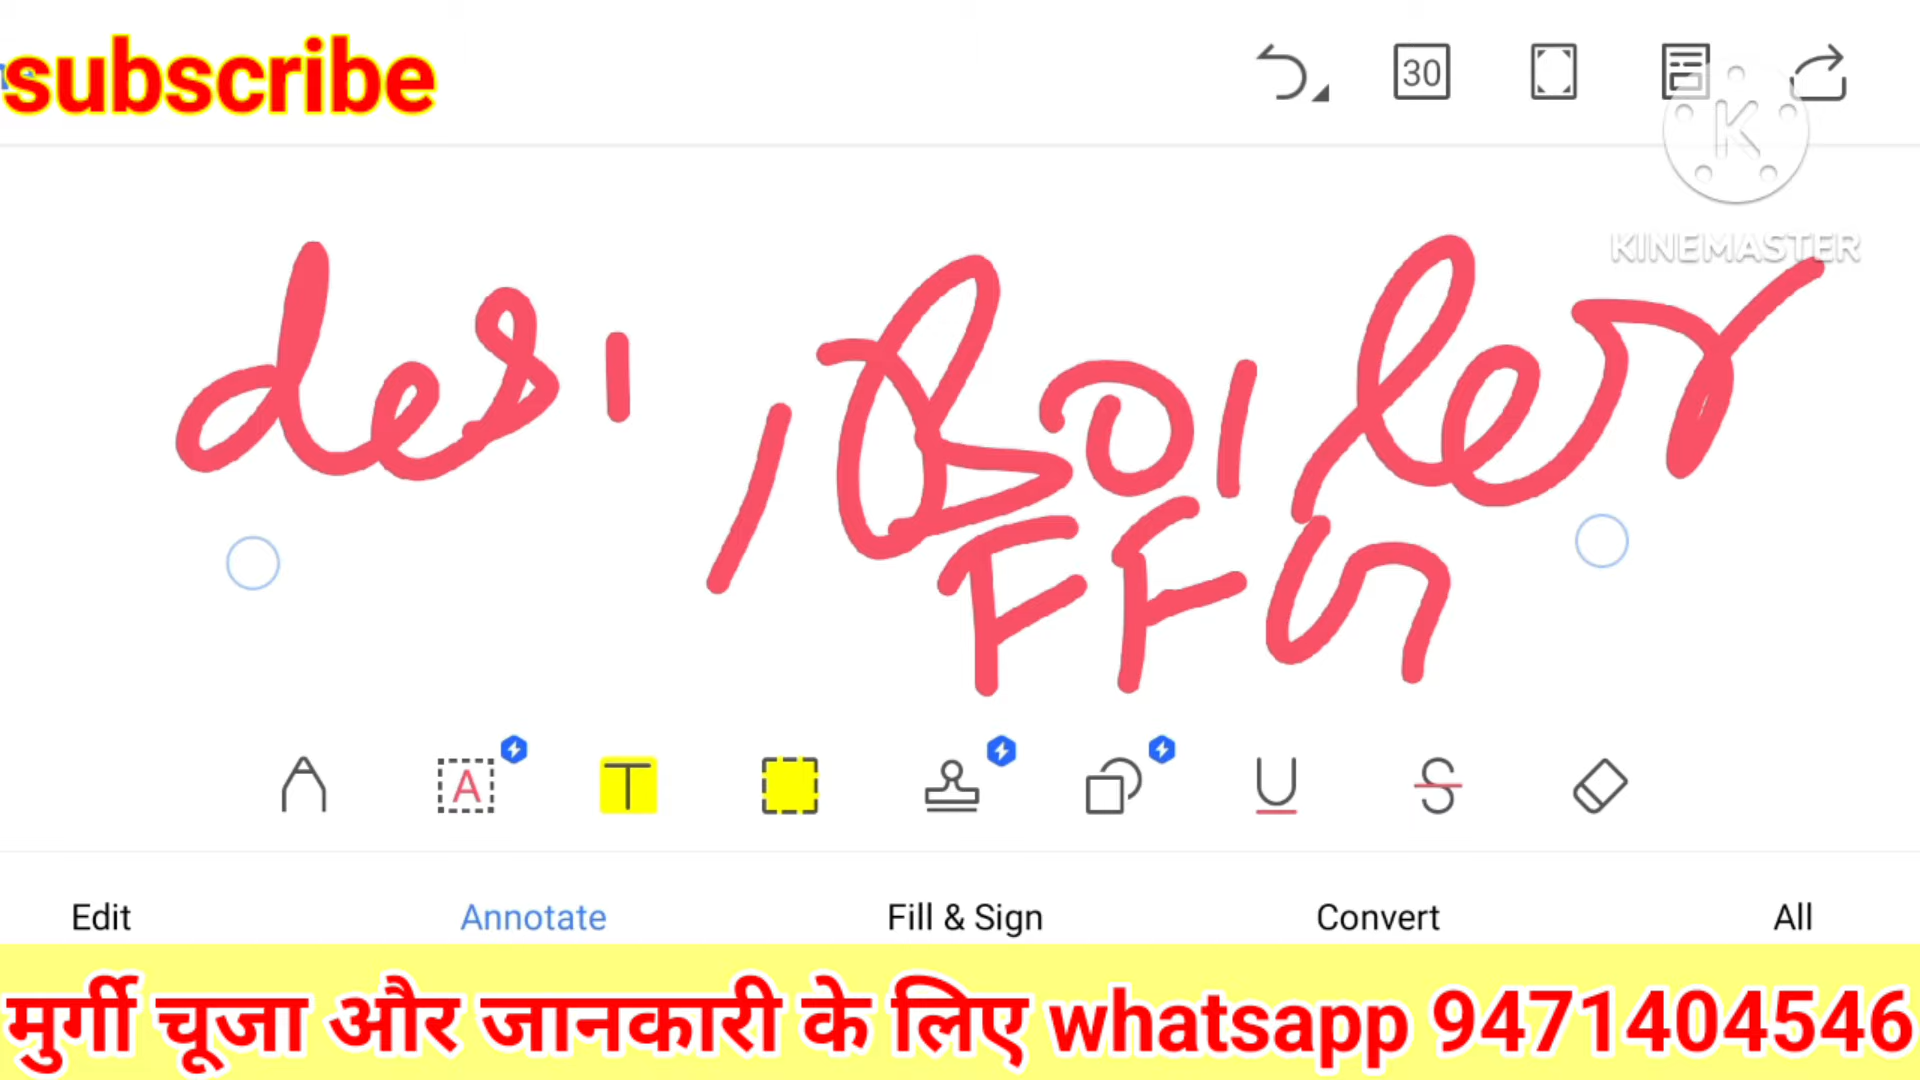 subscribe
30
KINEMASTER
desi, Boiler
FFG
Edit Annotate Fill & Sign Convert All
मुर्गी चूजा और जानकारी के लिए whatsapp 9471404546